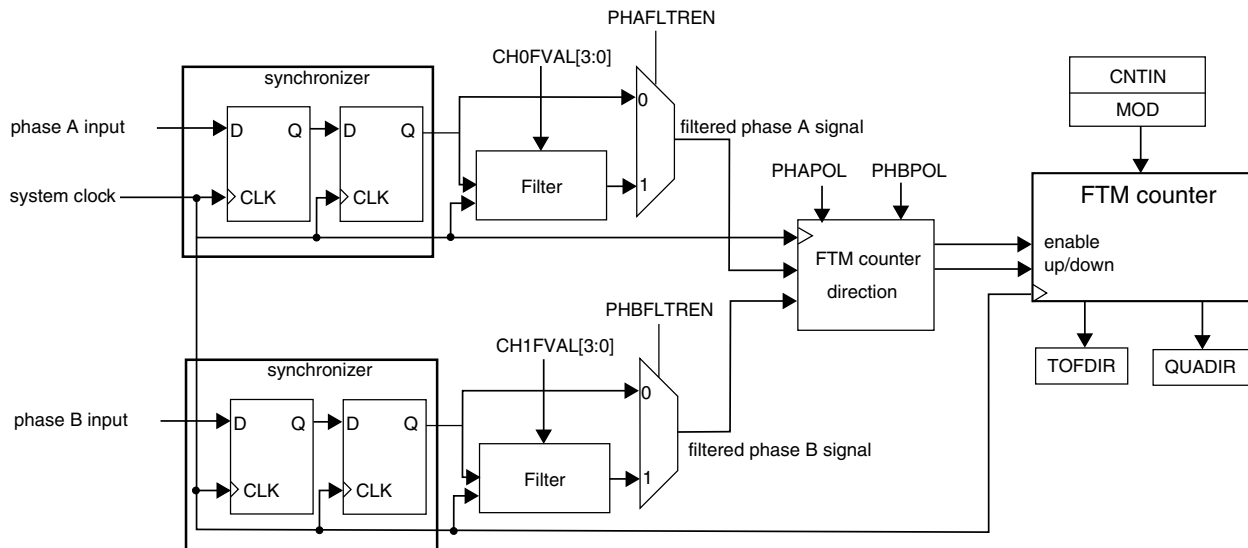 PHAFLTREN
CH0FVAL[3:0]
synchronizer
CNTIN
MOD
0
D Q D Q
phase A input
filtered phase A signal
Filter
1
PHAPOL PHBPOL
system clock
CLK CLK
FTM counter
enable
up/down
FTM counter
direction
PHBFLTREN
CH1FVAL[3:0]
synchronizer
TOFDIR QUADIR
0
D Q D Q
phase B input
filtered phase B signal
Filter
1
CLK CLK